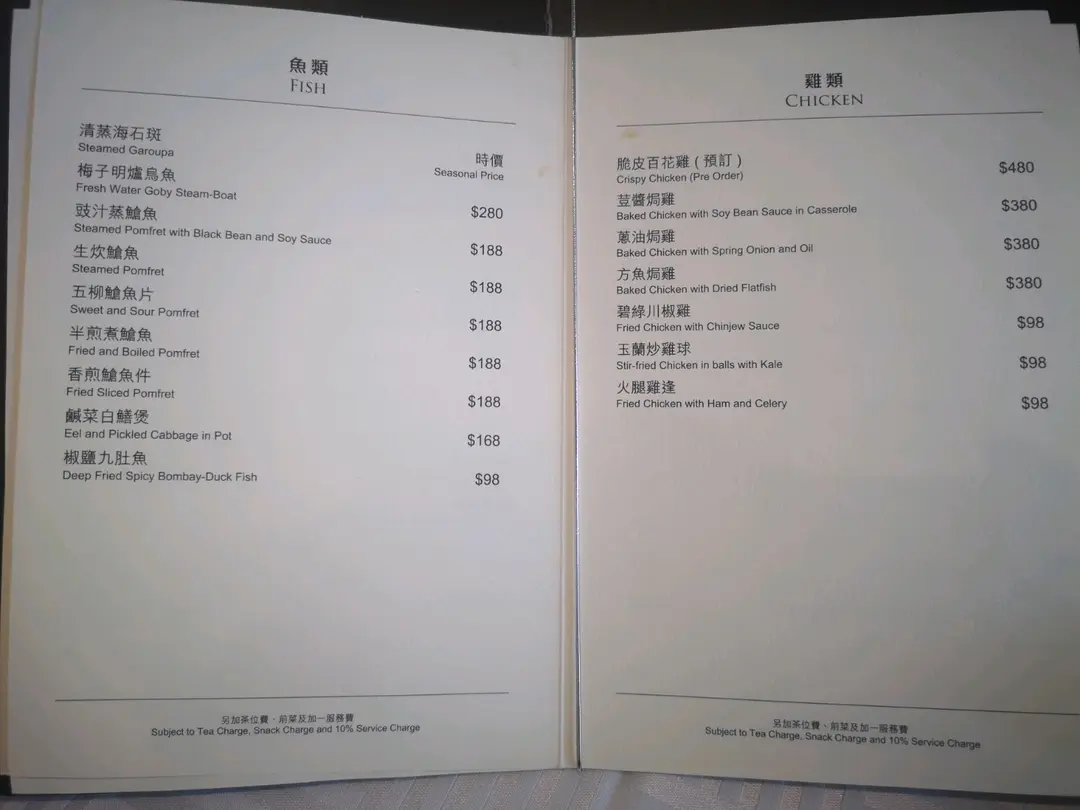 魚類
FISH
清蒸海石斑
Steamed Garoupa
時價
Seasonal Price
梅子明爐烏魚
Fresh Water Goby Steam-Boat
$280
豉汁蒸鯧魚
Steamed Pomfret with Black Bean and Soy Sauce
$188
生炊鯧魚
Steamed Pomfret
$188
五柳鯧魚片
Sweet and Sour Pomfret
$188
半煎煮鯧魚
Fried and Boiled Pomfret
$188
香煎鯧魚件
Fried Sliced Pomfret
$188
鹹菜白鱔煲
Eel and Pickled Cabbage in Pot
$168
椒鹽九肚魚
Deep Fried Spicy Bombay-Duck Fish
$98
另加茶位費、前菜及加一服務費
Subject to Tea Charge, Snack Charge and 10% Service Charge
雞類
CHICKEN
脆皮百花雞 ( 預訂 )
Crispy Chicken (Pre Order)
$480
荳醬焗雞
Baked Chicken with Soy Bean Sauce in Casserole
$380
蔥油焗雞
Baked Chicken with Spring Onion and Oil
$380
方魚焗雞
Baked Chicken with Dried Flatfish
$380
碧綠川椒雞
Fried Chicken with Chinjew Sauce
$98
玉蘭炒雞球
Stir-fried Chicken in balls with Kale
$98
火腿雞逢
Fried Chicken with Ham and Celery
$98
另加茶位費、前菜及加一服務費
Subject to Tea Charge, Snack Charge and 10% Service Charge